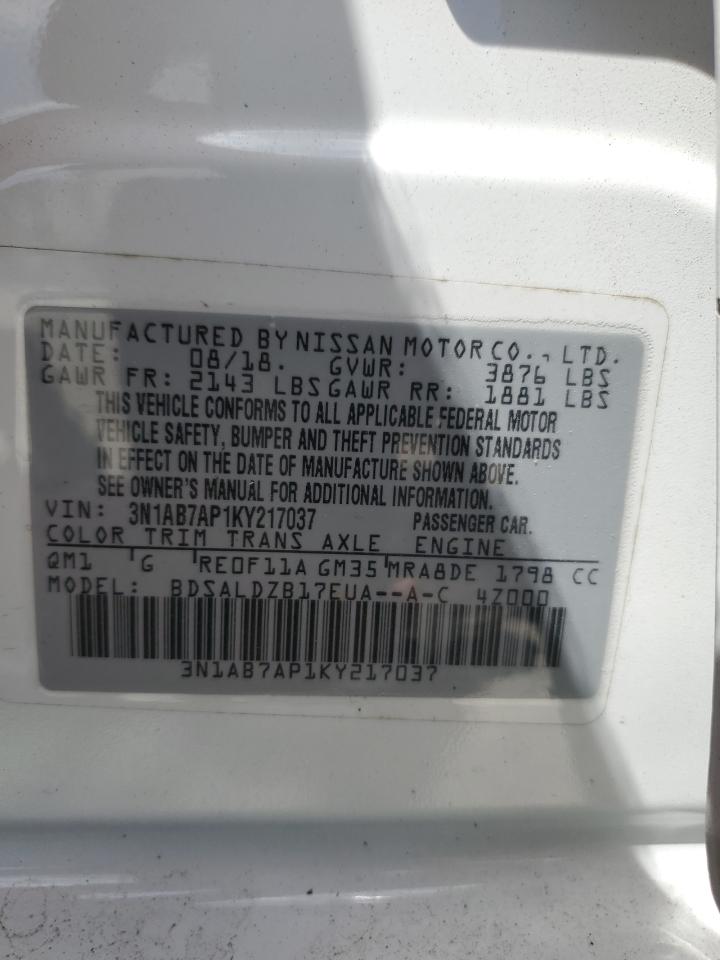 MANUFACTURED BY NISSAN MOTOR CO., LTD.
DATE: 08/18. GVWR: 3876 LBS
GAWR FR: 2143 LBS GAWR RR: 1881 LBS
THIS VEHICLE CONFORMS TO ALL APPLICABLE FEDERAL MOTOR
VEHICLE SAFETY, BUMPER AND THEFT PREVENTION STANDARDS
IN EFFECT ON THE DATE OF MANUFACTURE SHOWN ABOVE.
SEE OWNER'S MANUAL FOR ADDITIONAL INFORMATION.
VIN: 3N1AB7AP1KY217037 PASSENGER CAR.
COLOR TRIM TRANS AXLE ENGINE
QM1 G RE0F11A GM35 MRA8DE 1798 CC
MODEL: BDSALDZB17EUA--A-C 4Z000
3N1AB7AP1KY217037